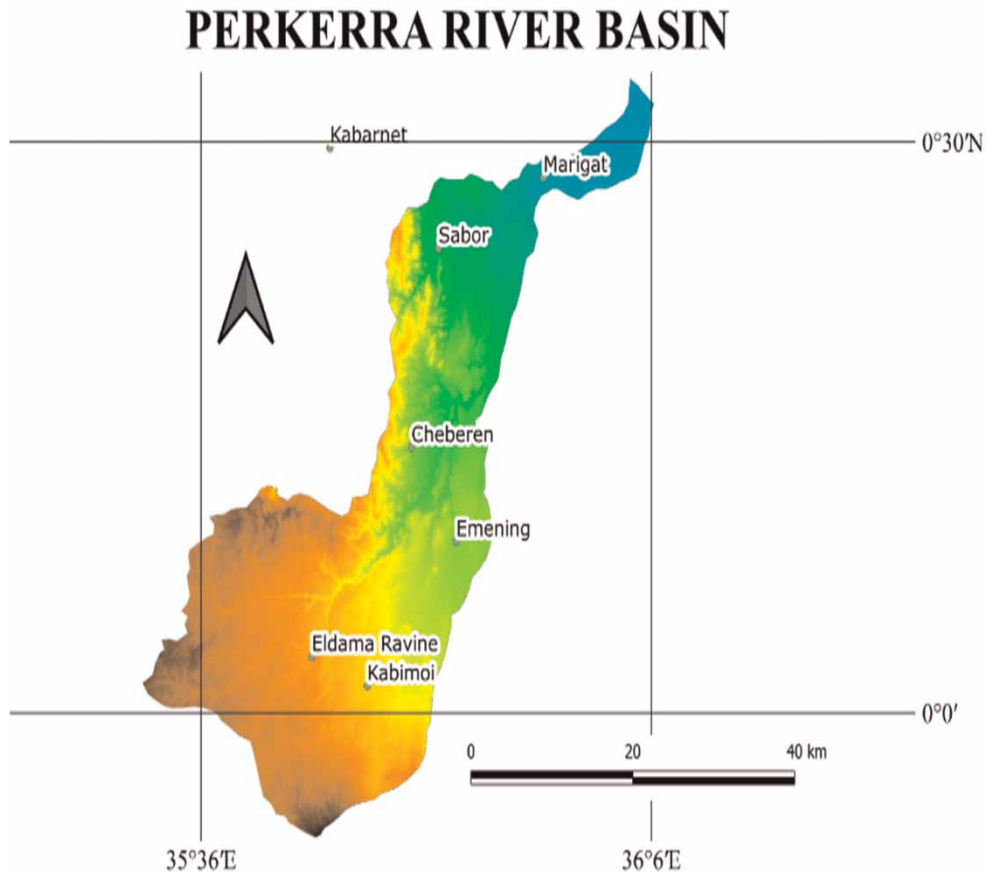 PERKERRA RIVER BASIN
Kabarnet
0°30'N
Marigat
Sabor
Cheberen
Emening
Eldama Ravine
Kabimoi
0°0'
0 20 40 km
35°36'E 36°6'E